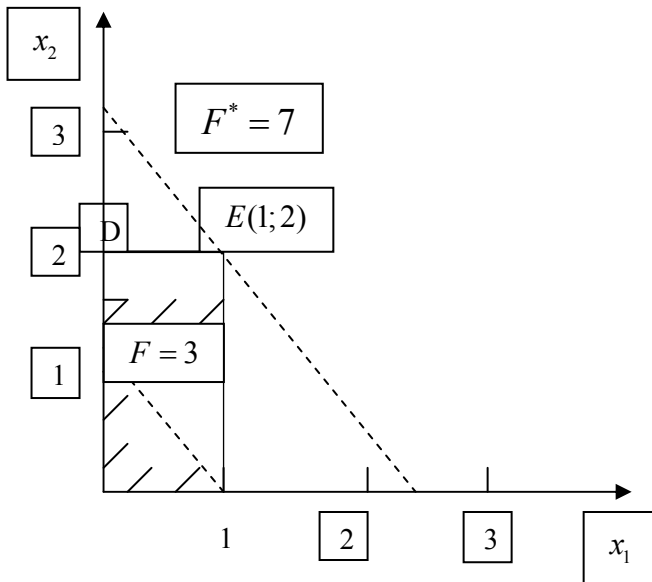 x₂
3
F* = 7
D
E(1; 2)
2
F = 3
1
1
2
3
x₁